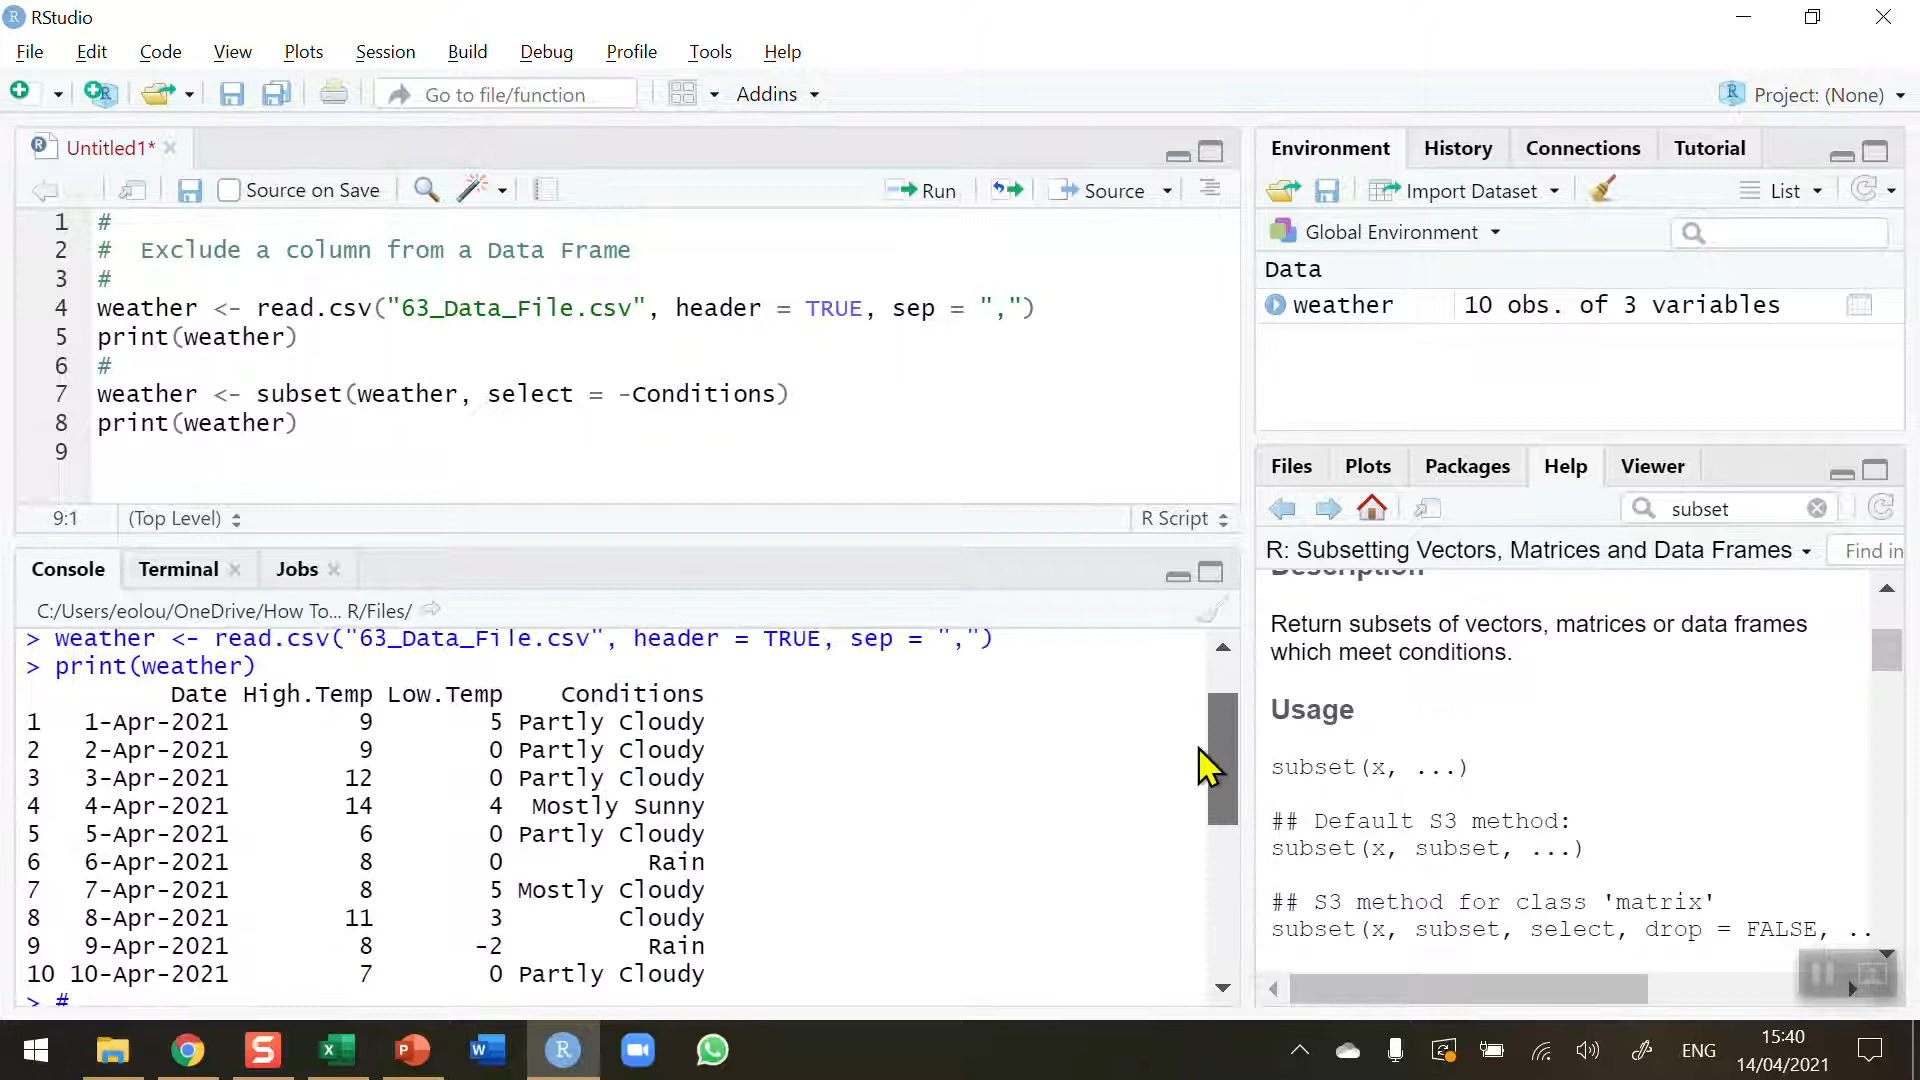 RStudio
File Edit Code View Plots Session Build Debug Profile Tools Help
Go to file/function Addins Project: (None)
Untitled1*
Source on Save Run Source
1 #
2 #  Exclude a column from a Data Frame
3 #
4 weather <- read.csv("63_Data_File.csv", header = TRUE, sep = ",")
5 print(weather)
6 #
7 weather <- subset(weather, select = -Conditions)
8 print(weather)
9
9:1 (Top Level) R Script
Console Terminal Jobs
C:/Users/eolou/OneDrive/How To... R/Files/
> weather <- read.csv("63_Data_File.csv", header = TRUE, sep = ",")
> print(weather)
Date High.Temp Low.Temp Conditions
1 1-Apr-2021 9 5 Partly Cloudy
2 2-Apr-2021 9 0 Partly Cloudy
3 3-Apr-2021 12 0 Partly Cloudy
4 4-Apr-2021 14 4 Mostly Sunny
5 5-Apr-2021 6 0 Partly Cloudy
6 6-Apr-2021 8 0 Rain
7 7-Apr-2021 8 5 Mostly Cloudy
8 8-Apr-2021 11 3 Cloudy
9 9-Apr-2021 8 -2 Rain
10 10-Apr-2021 7 0 Partly Cloudy
> #
Environment History Connections Tutorial
Import Dataset List
Global Environment
Data
weather 10 obs. of 3 variables
Files Plots Packages Help Viewer
subset
R: Subsetting Vectors, Matrices and Data Frames Find in
Description
Return subsets of vectors, matrices or data frames
which meet conditions.
Usage
subset(x, ...)
## Default S3 method:
subset(x, subset, ...)
## S3 method for class 'matrix'
subset(x, subset, select, drop = FALSE, ..
ENG 15:40
14/04/2021